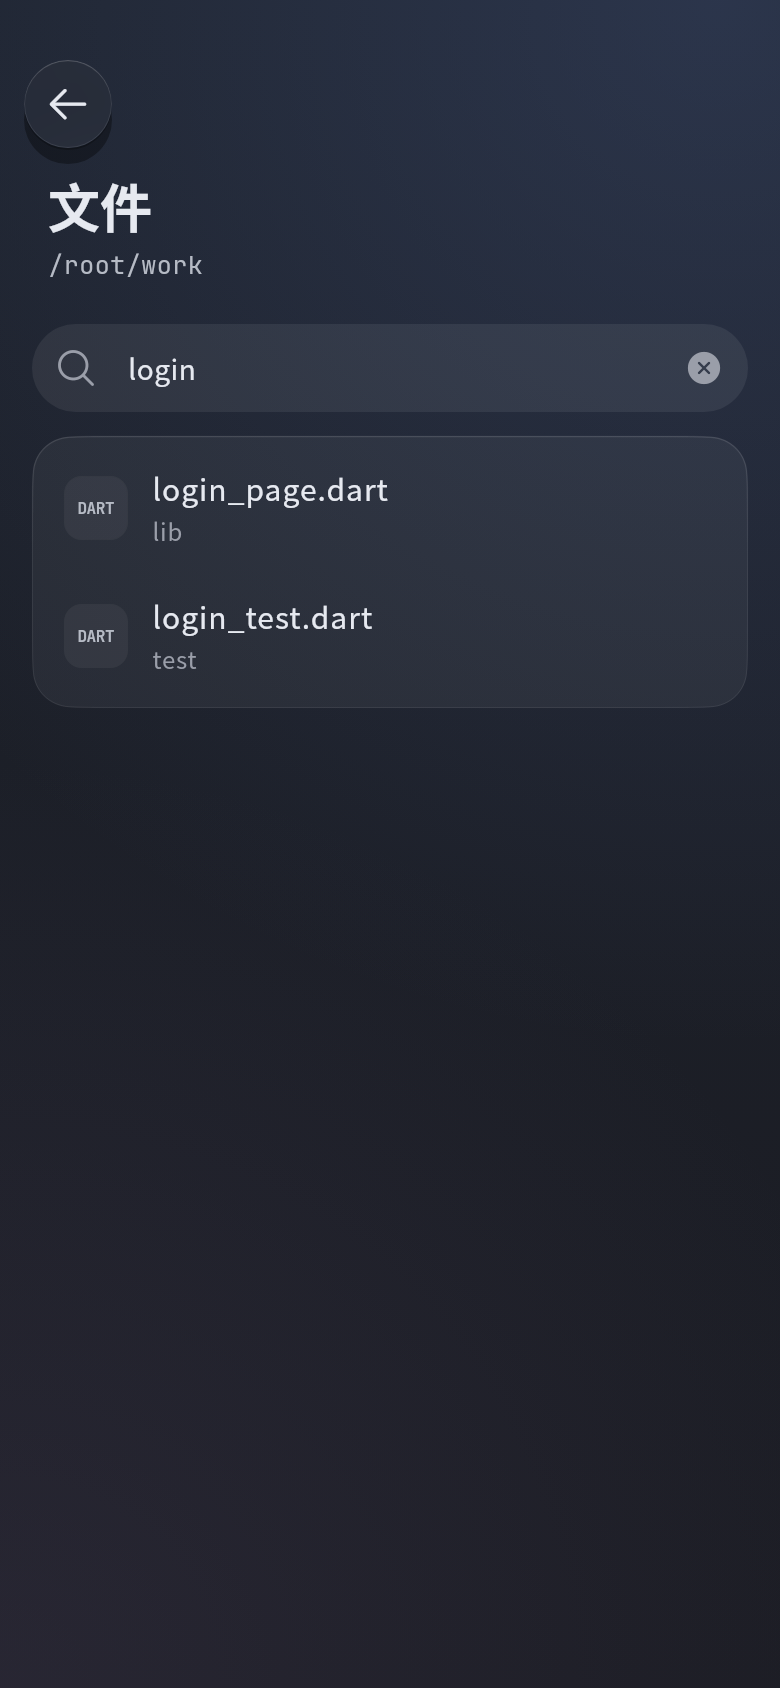 文件
/root/work
login
DART
login_page.dart
lib
DART
login_test.dart
test